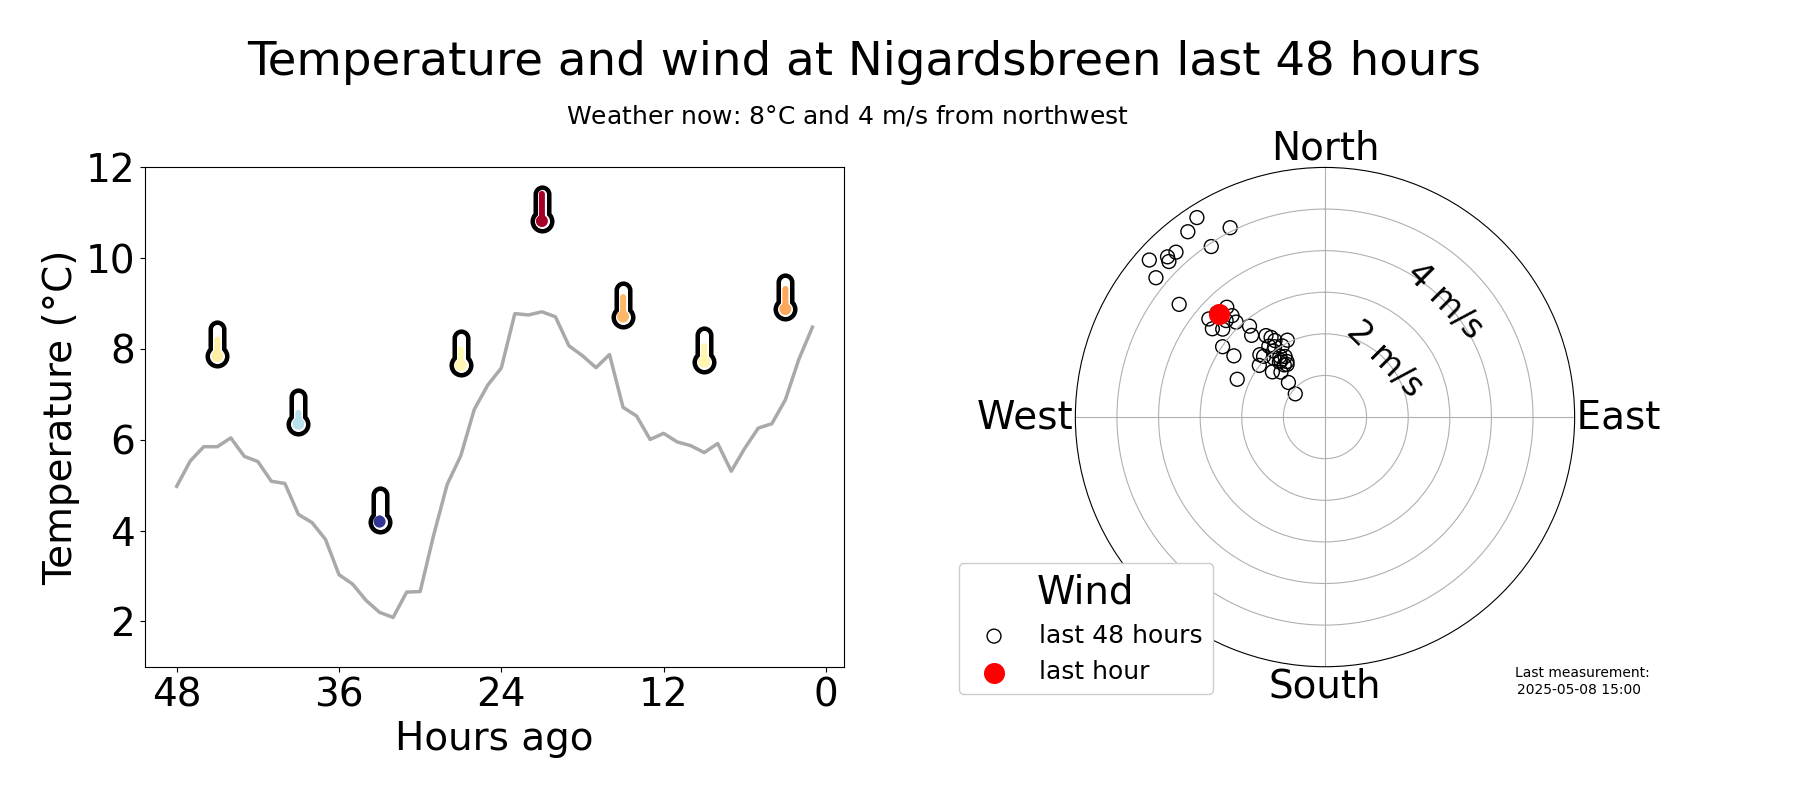 Temperature and wind at Nigardsbreen last 48 hours
Weather now: 8°C and 4 m/s from northwest
Temperature (°C)
12
10
8
6
4
2
48 36 24 12 0
Hours ago
North
West
East
South
4 m/s
2 m/s
Wind
last 48 hours
last hour
Last measurement:
2025-05-08 15:00